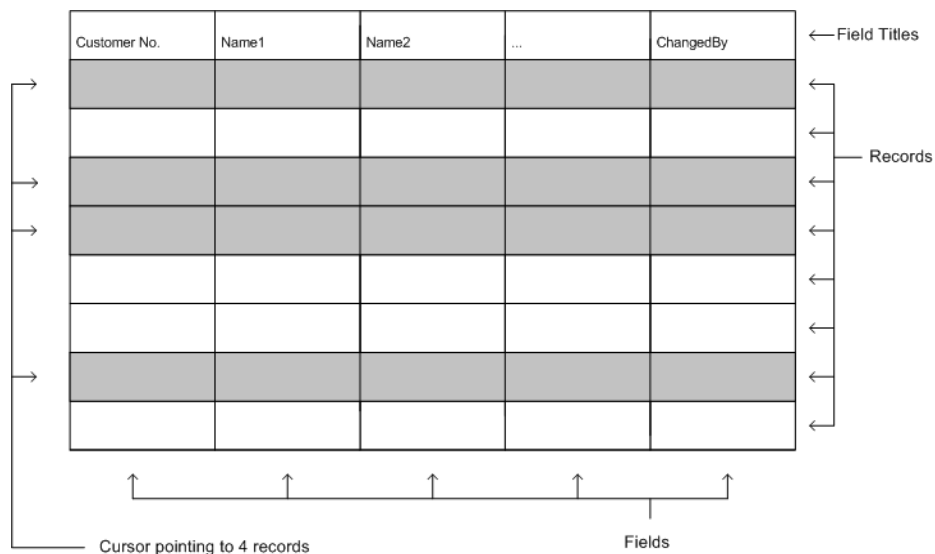 Customer No. Name1 Name2 ... ChangedBy
Field Titles
Records
Fields
Cursor pointing to 4 records